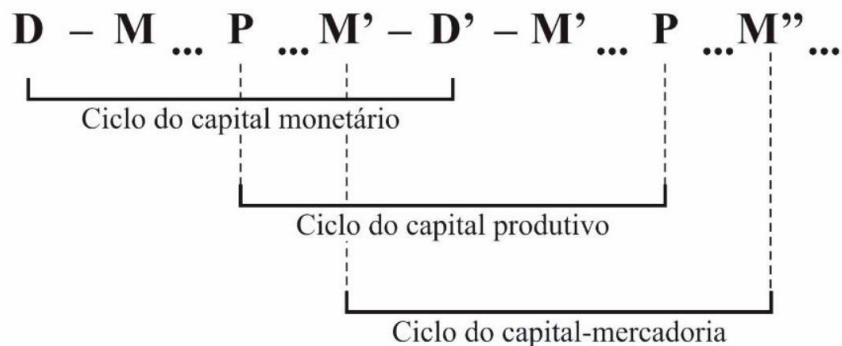 D – M ... P ... M’ – D’ – M’ ... P ... M” ...
Ciclo do capital monetário
Ciclo do capital produtivo
Ciclo do capital-mercadoria